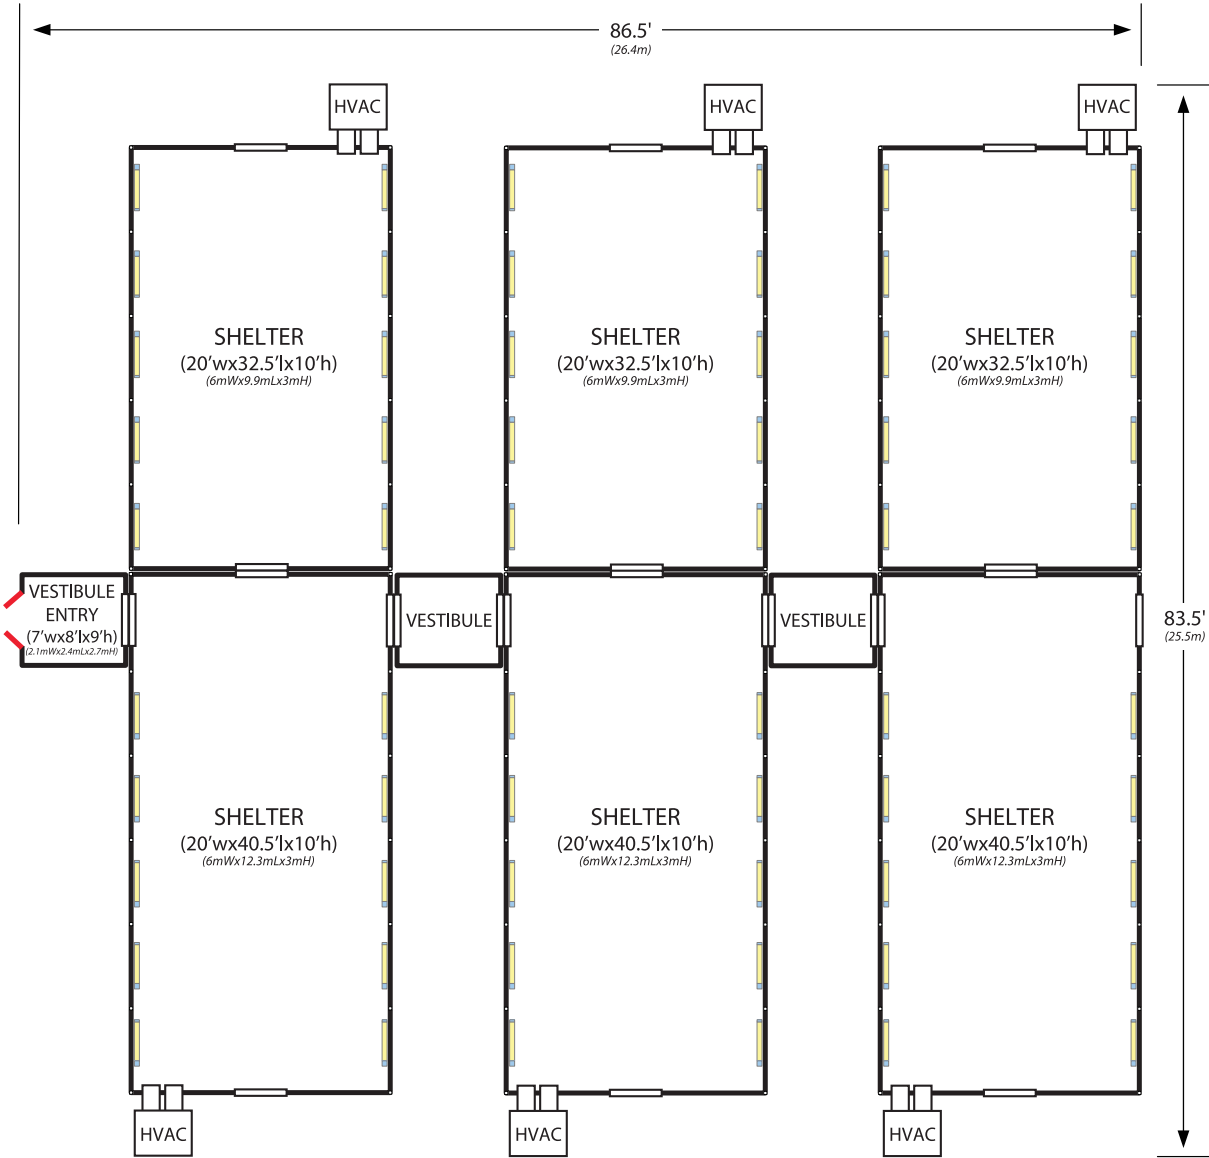 86.5'
(26.4m)
HVAC
HVAC
HVAC
SHELTER
(20'wx32.5'lx10'h)
(6mWx9.9mLx3mH)
SHELTER
(20'wx32.5'lx10'h)
(6mWx9.9mLx3mH)
SHELTER
(20'wx32.5'lx10'h)
(6mWx9.9mLx3mH)
VESTIBULE
ENTRY
(7'wx8'lx9'h)
(2.1mWx2.4mLx2.7mH)
VESTIBULE
VESTIBULE
83.5'
(25.5m)
SHELTER
(20'wx40.5'lx10'h)
(6mWx12.3mLx3mH)
SHELTER
(20'wx40.5'lx10'h)
(6mWx12.3mLx3mH)
SHELTER
(20'wx40.5'lx10'h)
(6mWx12.3mLx3mH)
HVAC
HVAC
HVAC